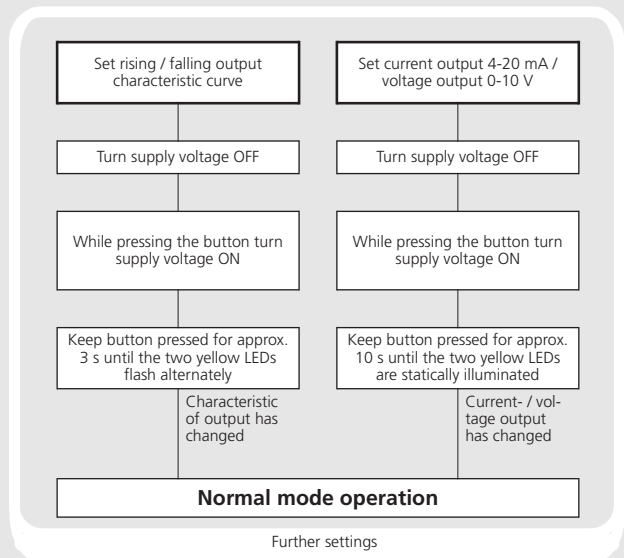 Set rising / falling output
characteristic curve
Turn supply voltage OFF
While pressing the button turn
supply voltage ON
Keep button pressed for approx.
3 s until the two yellow LEDs
flash alternately
Characteristic
of output has
changed
Set current output 4-20 mA /
voltage output 0-10 V
Turn supply voltage OFF
While pressing the button turn
supply voltage ON
Keep button pressed for approx.
10 s until the two yellow LEDs
are statically illuminated
Current- / vol-
tage output
has changed
Normal mode operation
Further settings